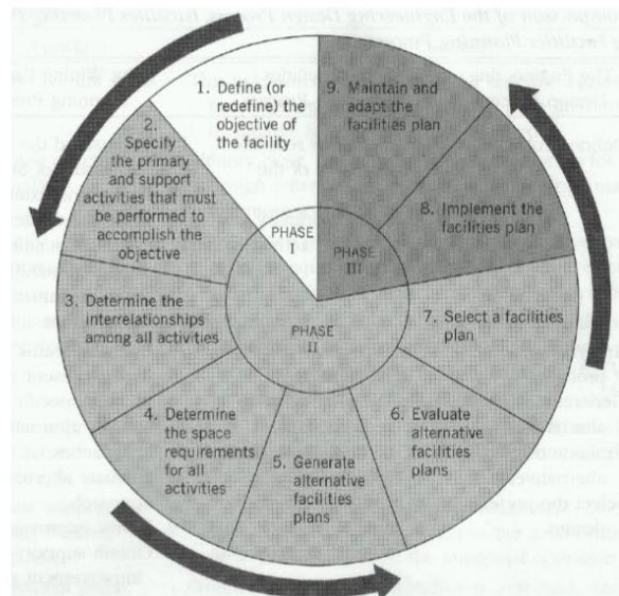 1. Define (or
redefine) the
objective of
the facility
2.
Specify
the primary
and support
activities that must
be performed to
accomplish the
objective
3. Determine the
interrelationships
among all activities
4. Determine
the space
requirements
for all
activities
5. Generate
alternative
facilities
plans
6. Evaluate
alternative
facilities
plans
7. Select a facilities
plan
8. Implement the
facilities plan
9. Maintain and
adapt the
facilities plan
PHASE
I
PHASE
II
PHASE
III